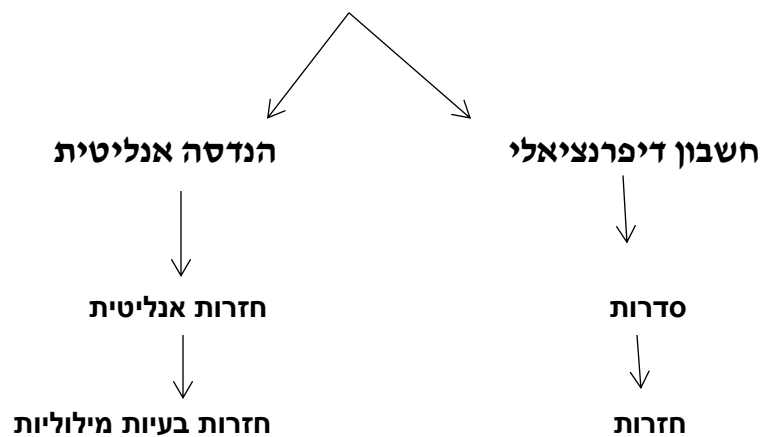 חשבון דיפרנציאלי
הנדסה אנליטית
סדרות
חזרות אנליטית
חזרות
חזרות בעיות מילוליות